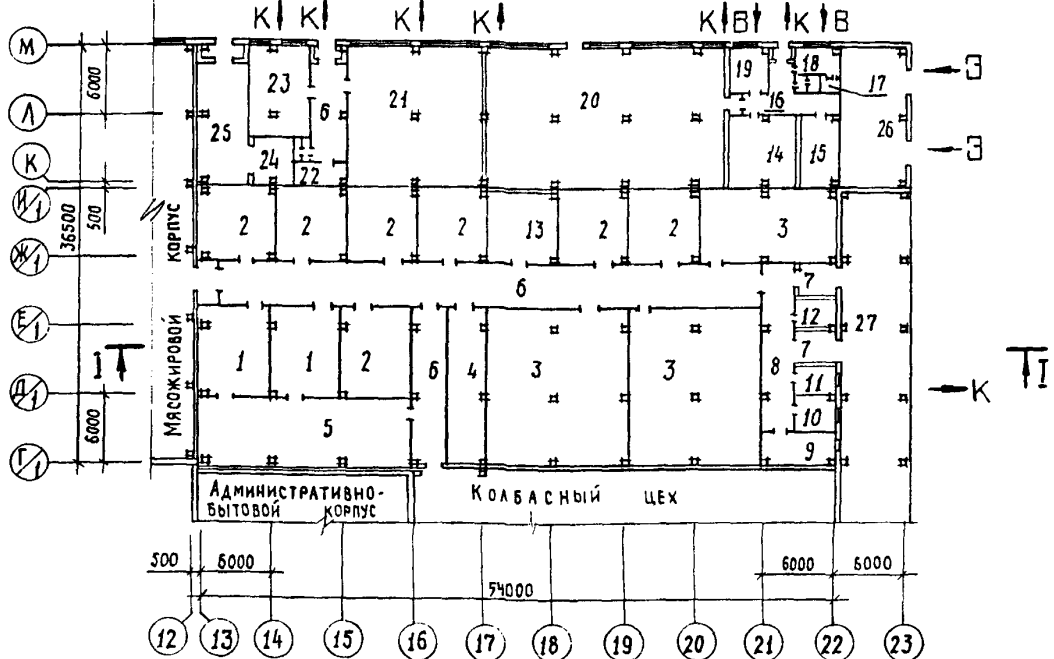 К К К К К В К В
М 6000 23 6 21 20 19 18 17 З
Л 25 16 26
К 24 22 14 15 З
И/1 500 2 2 2 2 13 2 2 3
36500 КОРПУС
Ж/1 6 7
Е/1 12 27
МЯСОЖИРОВОЙ 1 1 2 6 4 3 3 8 7 I
I 11 К
Д/1 10
6000 5 9
Г/1
АДМИНИСТРАТИВНО- КОЛБАСНЫЙ ЦЕХ
БЫТОВОЙ КОРПУС
500 6000 6000 6000
54000
12 13 14 15 16 17 18 19 20 21 22 23